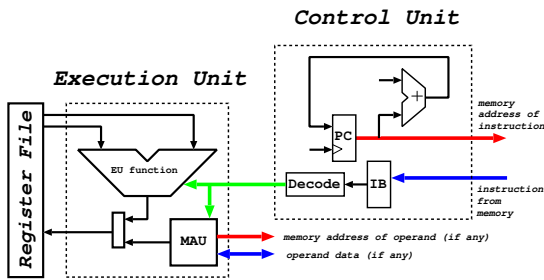 Control Unit
Execution Unit
Register File
EU function
MAU
PC
+
Decode
IB
memory
address of
instruction
instruction
from
memory
memory address of operand (if any)
operand data (if any)